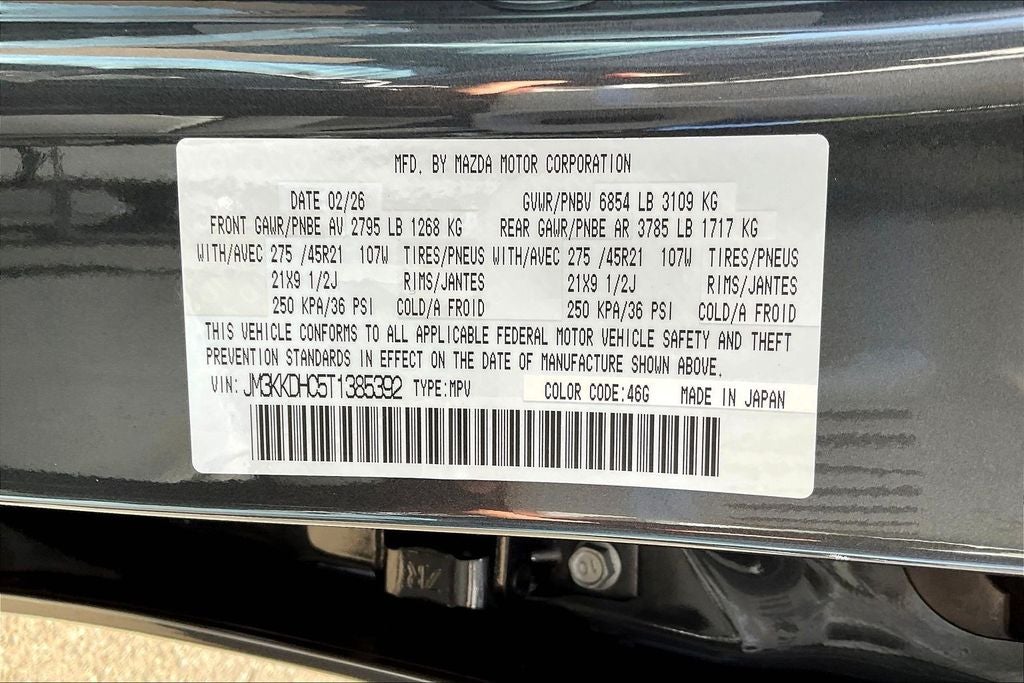 MFD. BY MAZDA MOTOR CORPORATION
DATE 02/26 GVWR/PNBV 6854 LB 3109 KG
FRONT GAWR/PNBE AV 2795 LB 1268 KG REAR GAWR/PNBE AR 3785 LB 1717 KG
WITH/AVEC 275 /45R21 107W TIRES/PNEUS WITH/AVEC 275 /45R21 107W TIRES/PNEUS
21X9 1/2J RIMS/JANTES 21X9 1/2J RIMS/JANTES
250 KPA/36 PSI COLD/A FROID 250 KPA/36 PSI COLD/A FROID
THIS VEHICLE CONFORMS TO ALL APPLICABLE FEDERAL MOTOR VEHICLE SAFETY AND THEFT
PREVENTION STANDARDS IN EFFECT ON THE DATE OF MANUFACTURE SHOWN ABOVE.
VIN: JM3KKDHC5T1385392 TYPE:MPV COLOR CODE:46G MADE IN JAPAN
10